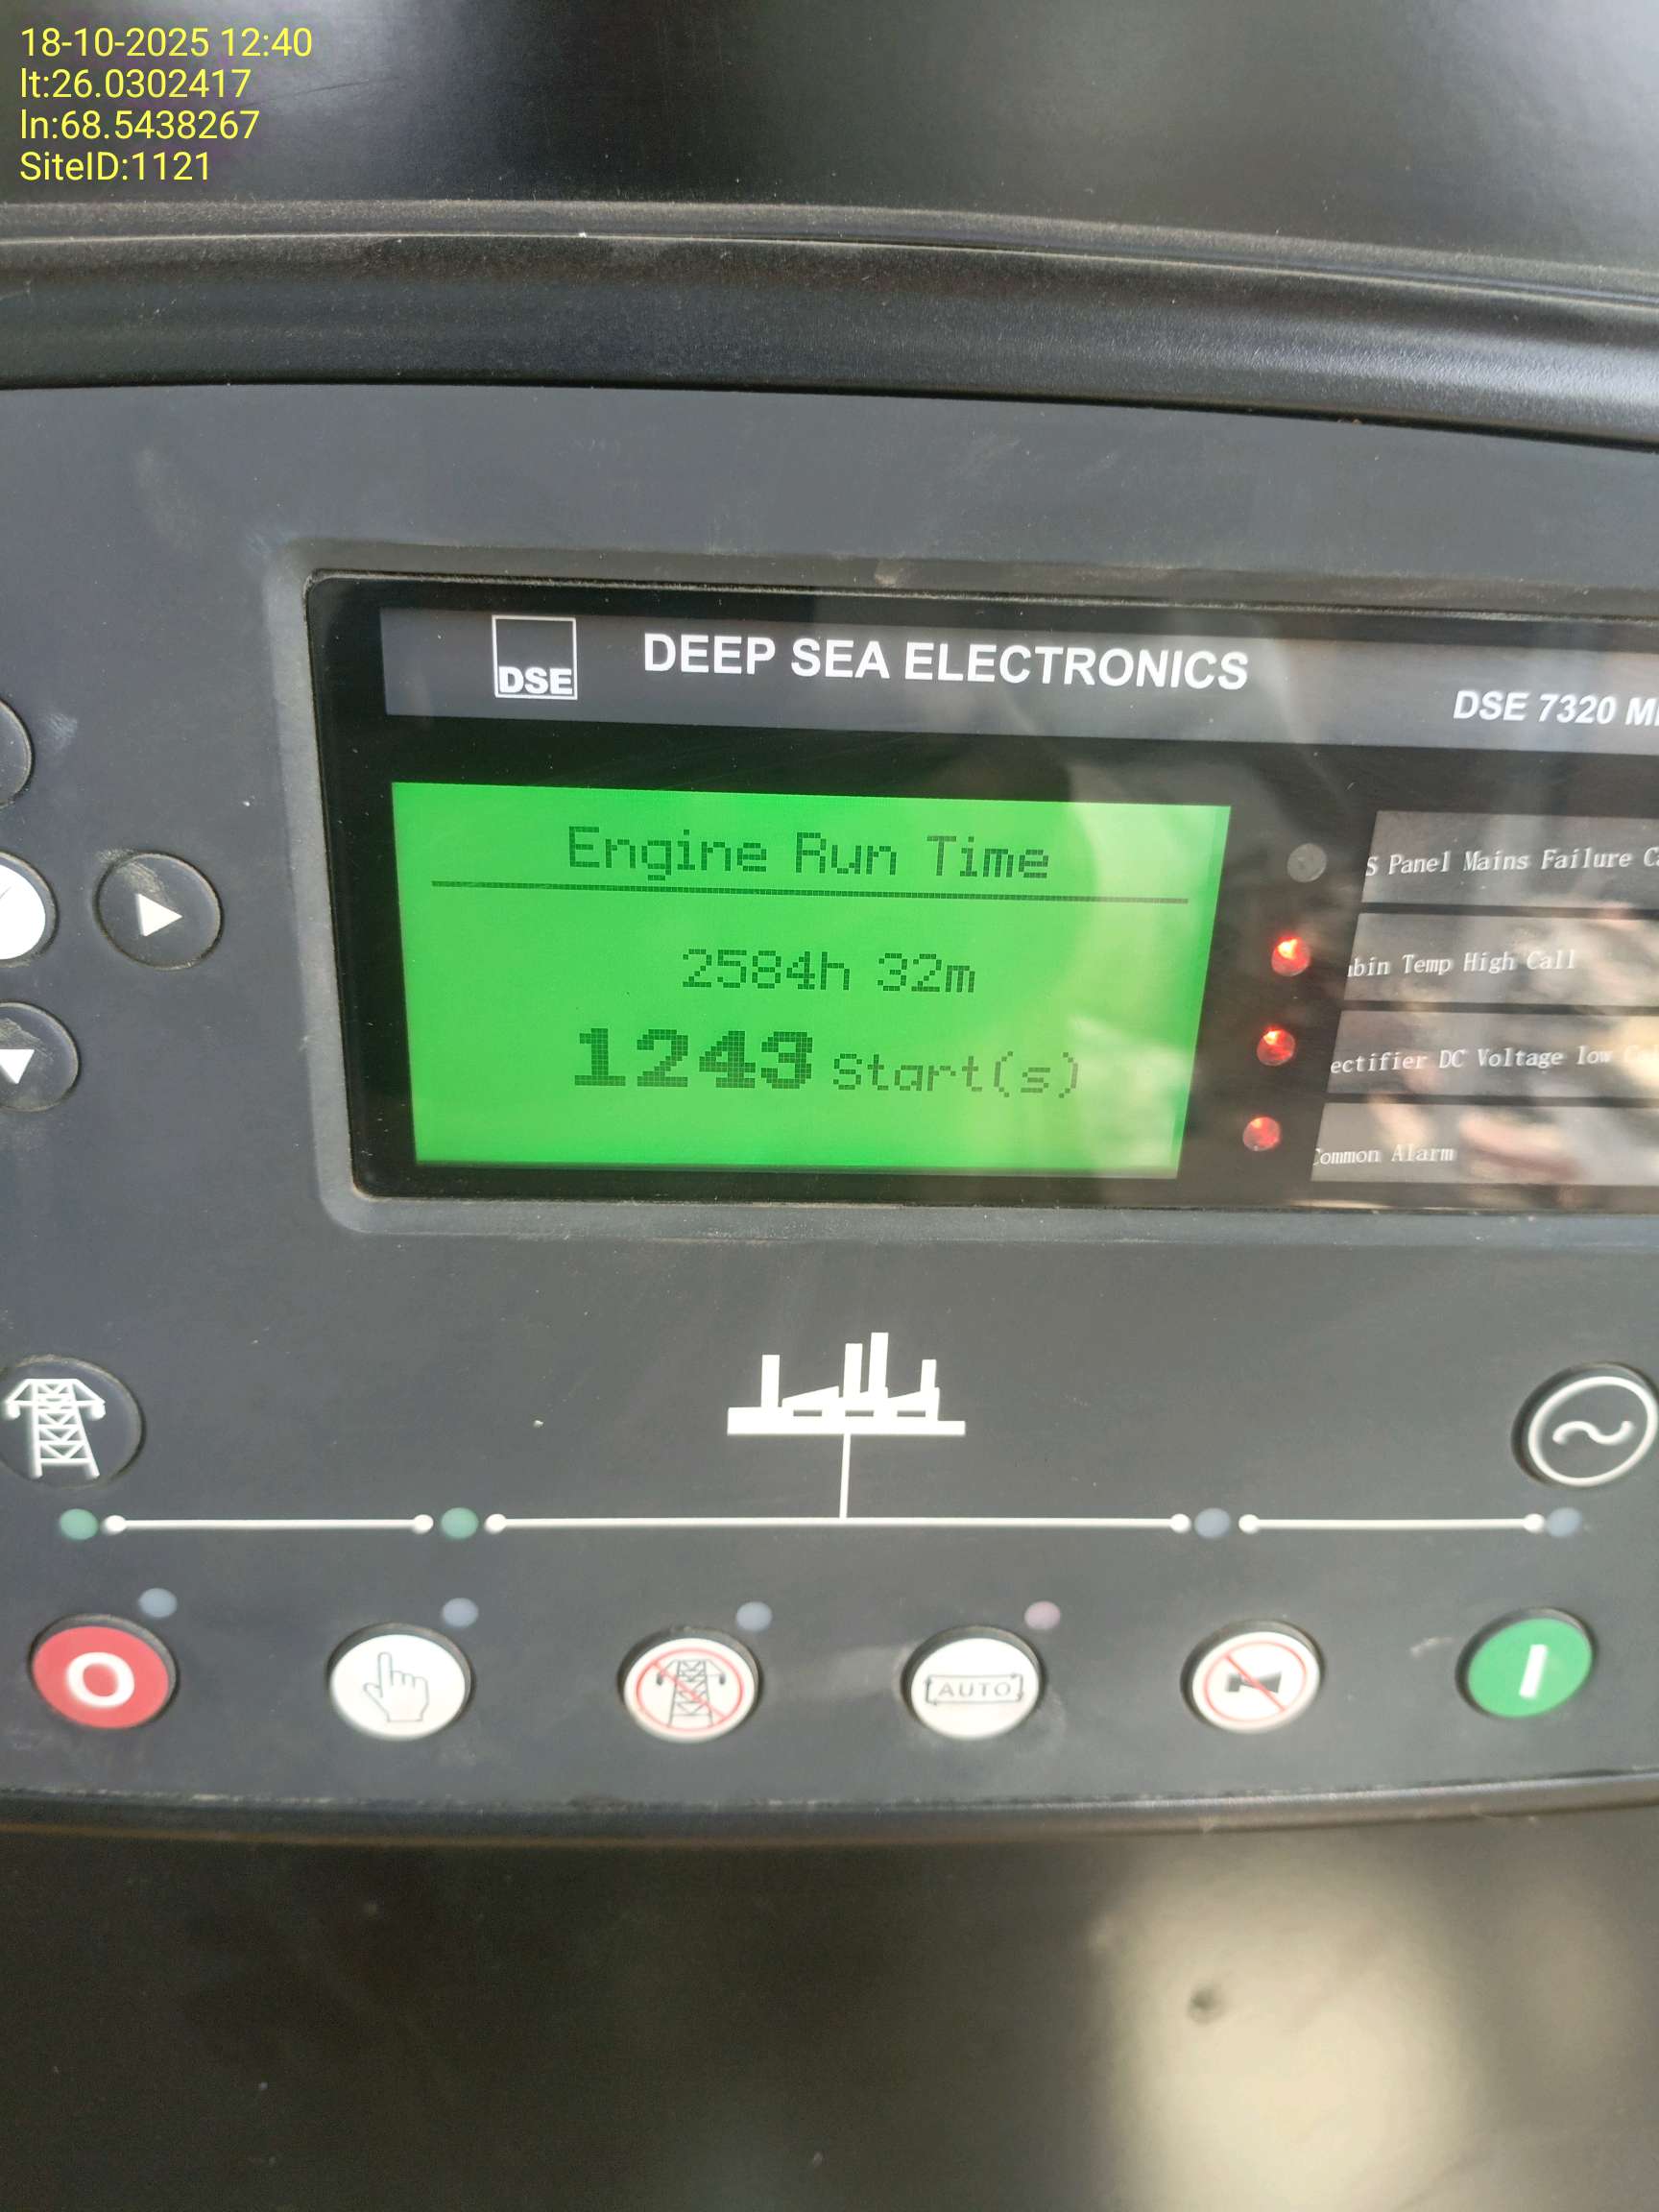 18-10-2025 12:40
lt:26.0302417
ln:68.5438267
SiteID:1121
DSE
DEEP SEA ELECTRONICS
DSE 7320
Engine Run Time
2584h 32m
1243 Start(s)
S Panel Mains Failure
Temp High Call
DC Voltage low
Common Alarm
O
AUTO
I